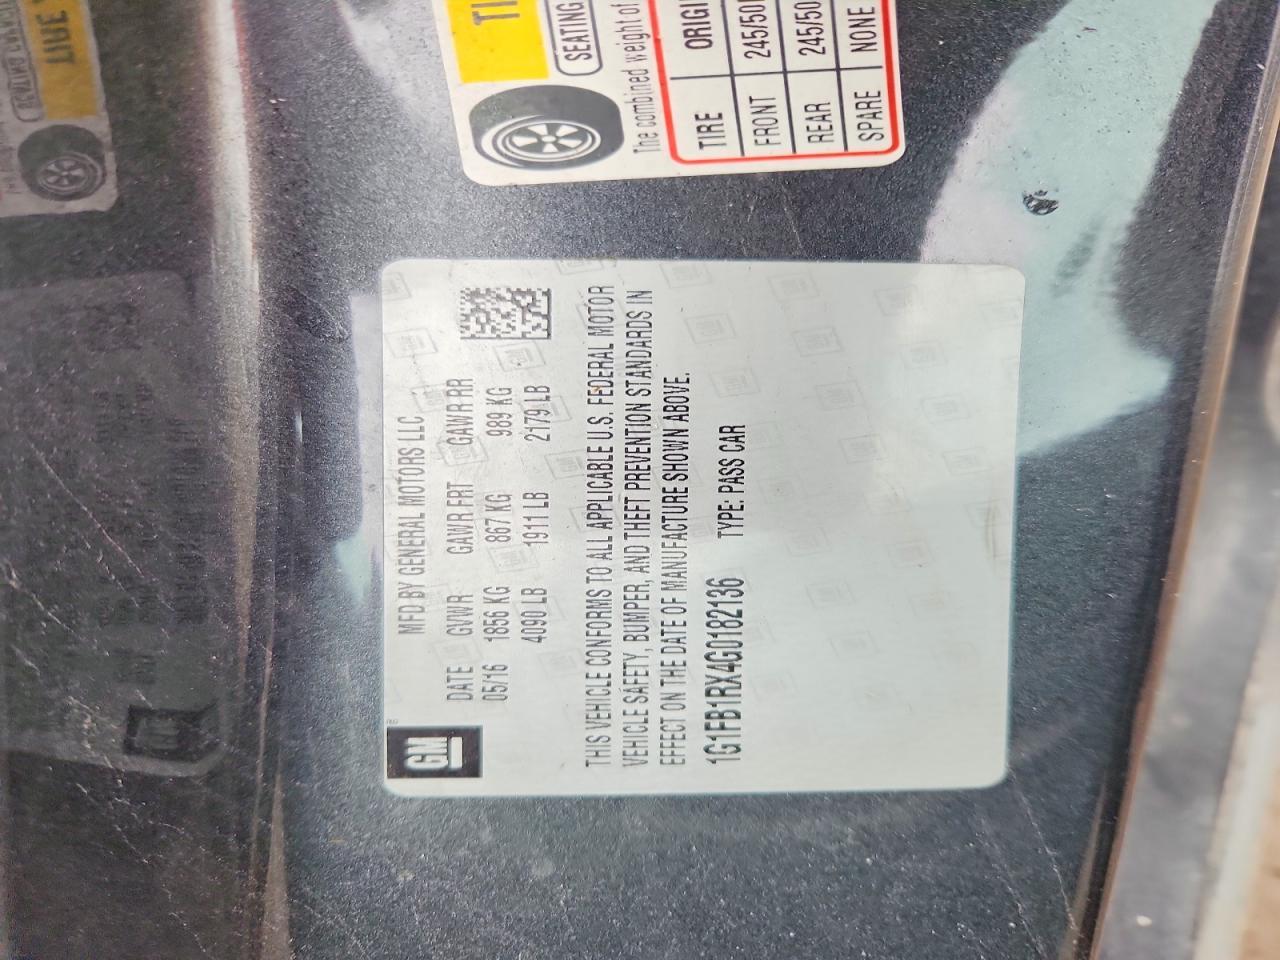 TI
SEATING
The combined weight of
TIRE ORIGI
FRONT 245/50
REAR 245/50
SPARE NONE
GM
MFD BY GENERAL MOTORS LLC
DATE GVWR GAWR FRT GAWR RR
05/16 1856 KG 867 KG 989 KG
4090 LB 1911 LB 2179 LB
THIS VEHICLE CONFORMS TO ALL APPLICABLE U.S. FEDERAL MOTOR
VEHICLE SAFETY, BUMPER, AND THEFT PREVENTION STANDARDS IN
EFFECT ON THE DATE OF MANUFACTURE SHOWN ABOVE.
1G1FB1RX4G0182136 TYPE: PASS CAR